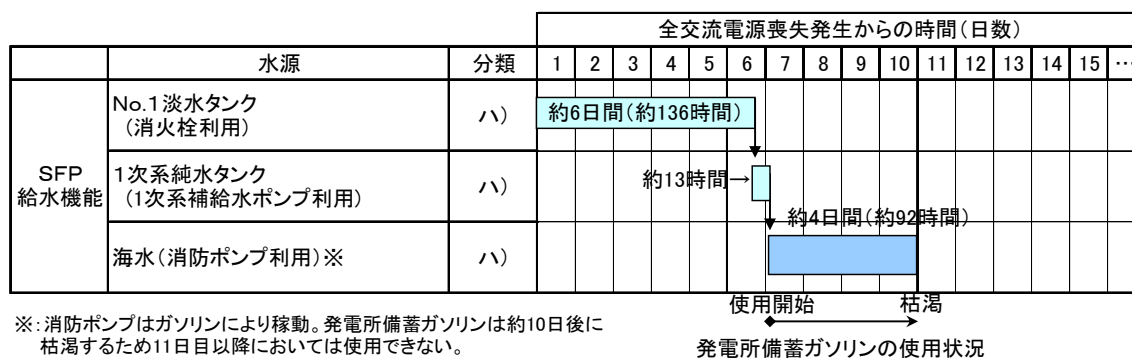 全交流電源喪失発生からの時間(日数)
水源 分類 1 2 3 4 5 6 7 8 9 10 11 12 13 14 15 …
SFP
給水機能
No.1淡水タンク
(消火栓利用)
ハ)
約6日間(約136時間)
1次系純水タンク
(1次系補給水ポンプ利用)
ハ)
約13時間→
海水(消防ポンプ利用)※
ハ)
約4日間(約92時間)
使用開始 枯渇
発電所備蓄ガソリンの使用状況
※:消防ポンプはガソリンにより稼動。発電所備蓄ガソリンは約10日後に
枯渇するため11日目以降においては使用できない。